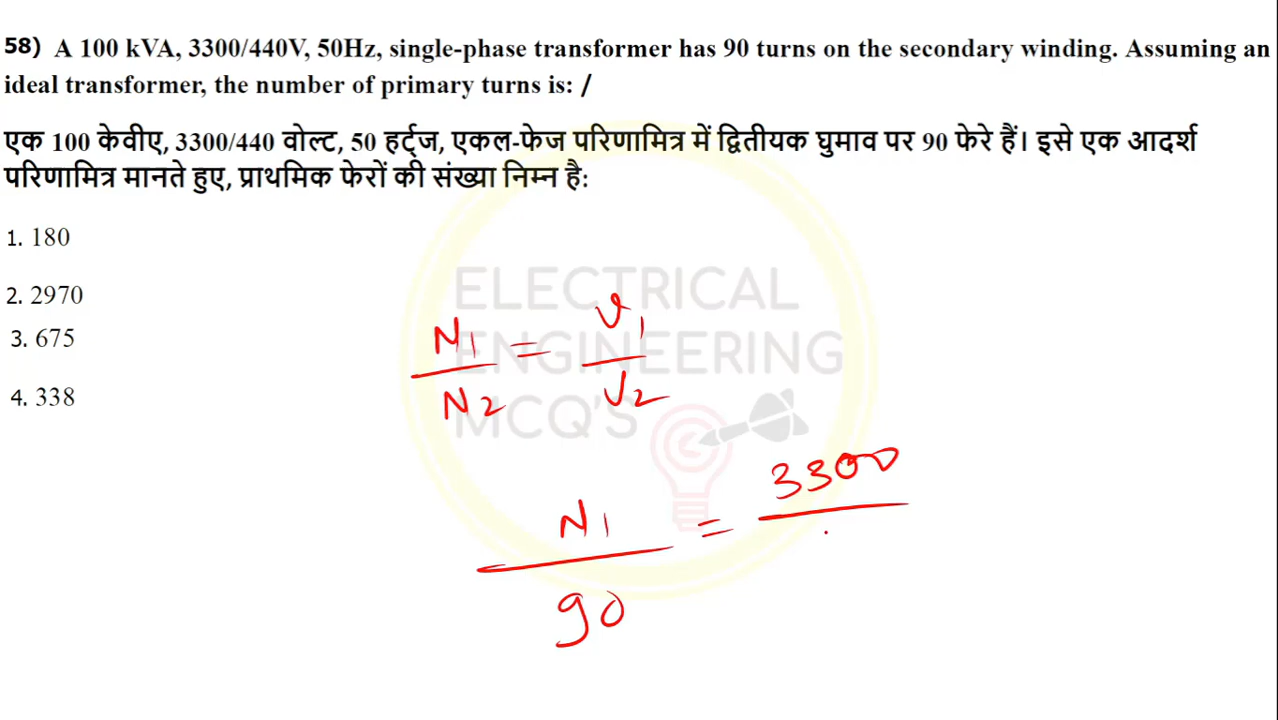 58) A 100 kVA, 3300/440V, 50Hz, single-phase transformer has 90 turns on the secondary winding. Assuming an
ideal transformer, the number of primary turns is: /
एक 100 केवीए, 3300/440 वोल्ट, 50 हर्ट्ज, एकल-फेज परिणामित्र में द्वितीयक घुमाव पर 90 फेरे हैं। इसे एक आदर्श
परिणामित्र मानते हुए, प्राथमिक फेरों की संख्या निम्न है:
1. 180
2. 2970
3. 675
4. 338
ELECTRICAL
ENGINEERING
MCQ'S
N1 = V1
N2 V2
N1 = 3300
90